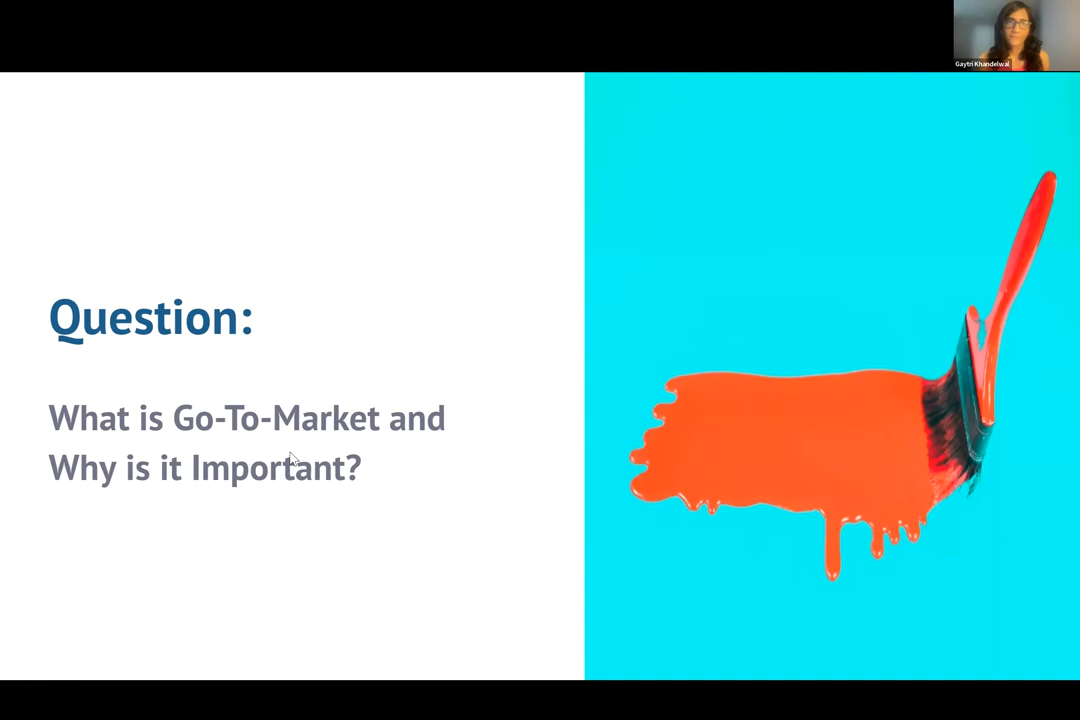 Gaytri Khandelwal
Question:
What is Go-To-Market and
Why is it Important?